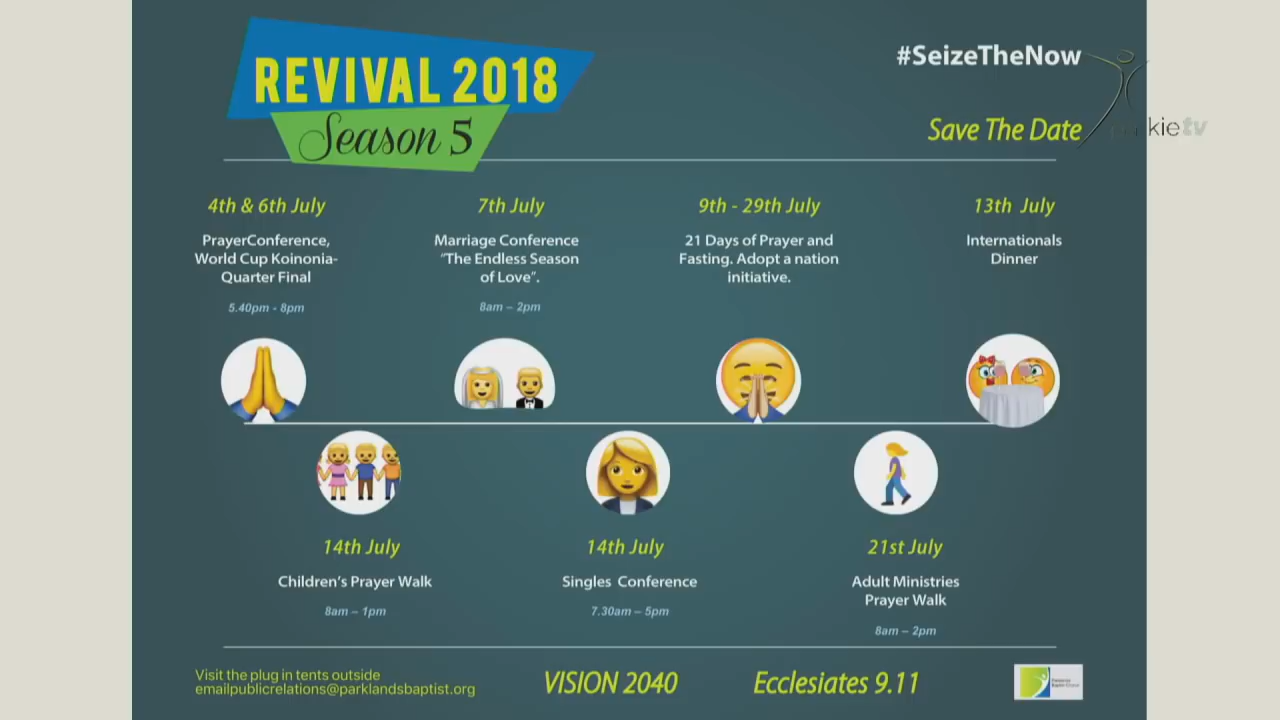 REVIVAL 2018
Season 5
#SeizeTheNow
Save The Date
kietv
4th & 6th July
PrayerConference,
World Cup Koinonia-
Quarter Final
5.40pm - 8pm
7th July
Marriage Conference
“The Endless Season
of Love”.
8am – 2pm
9th - 29th July
21 Days of Prayer and
Fasting. Adopt a nation
initiative.
13th July
Internationals
Dinner
14th July
Children’s Prayer Walk
8am – 1pm
14th July
Singles Conference
7.30am – 5pm
21st July
Adult Ministries
Prayer Walk
8am – 2pm
Visit the plug in tents outside
emailpublicrelations@parklandsbaptist.org
VISION 2040
Ecclesiates 9.11